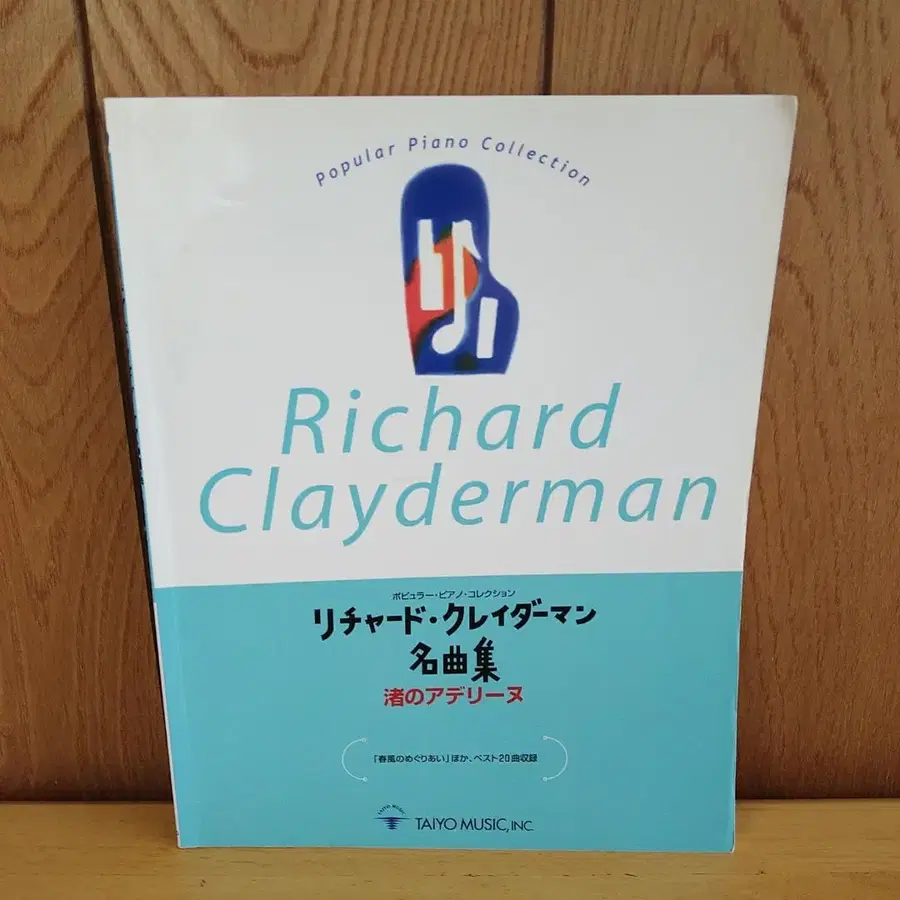 Popular Piano Collection
Richard
Clayderman
ポピュラー・ピアノ・コレクション
リチャード・クレイダーマン
名曲集
渚のアデリーヌ
「春風のめぐりあい」ほか、ベスト20曲収録
TAIYO MUSIC
TAIYO MUSIC, INC.